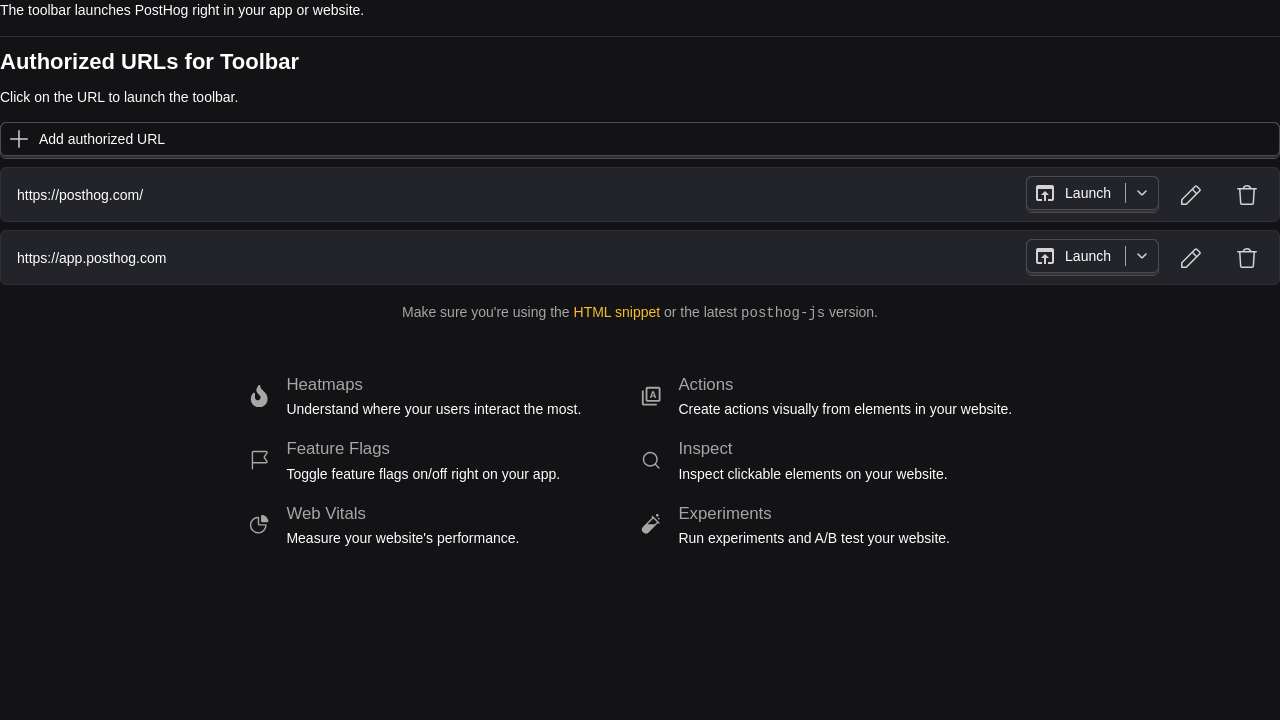 The toolbar launches PostHog right in your app or website.
Authorized URLs for Toolbar
Click on the URL to launch the toolbar.
Add authorized URL
https://posthog.com/
Launch
https://app.posthog.com
Launch
Make sure you're using the HTML snippet or the latest posthog-js version.
Heatmaps
Understand where your users interact the most.
Actions
Create actions visually from elements in your website.
Feature Flags
Toggle feature flags on/off right on your app.
Inspect
Inspect clickable elements on your website.
Web Vitals
Measure your website's performance.
Experiments
Run experiments and A/B test your website.